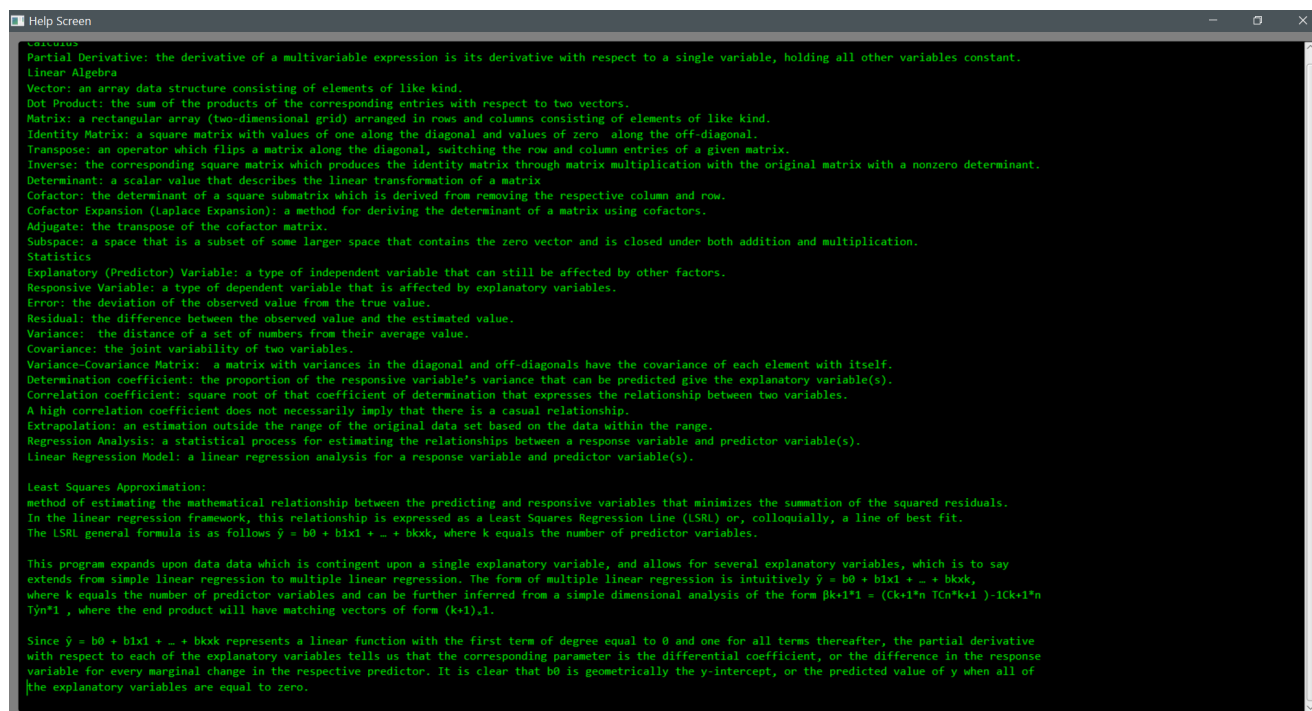 Help Screen
Calculus
Partial Derivative: the derivative of a multivariable expression is its derivative with respect to a single variable, holding all other variables constant.
Linear Algebra
Vector: an array data structure consisting of elements of like kind.
Dot Product: the sum of the products of the corresponding entries with respect to two vectors.
Matrix: a rectangular array (two-dimensional grid) arranged in rows and columns consisting of elements of like kind.
Identity Matrix: a square matrix with values of one along the diagonal and values of zero  along the off-diagonal.
Transpose: an operator which flips a matrix along the diagonal, switching the row and column entries of a given matrix.
Inverse: the corresponding square matrix which produces the identity matrix through matrix multiplication with the original matrix with a nonzero determinant.
Determinant: a scalar value that describes the linear transformation of a matrix
Cofactor: the determinant of a square submatrix which is derived from removing the respective column and row.
Cofactor Expansion (Laplace Expansion): a method for deriving the determinant of a matrix using cofactors.
Adjugate: the transpose of the cofactor matrix.
Subspace: a space that is a subset of some larger space that contains the zero vector and is closed under both addition and multiplication.
Statistics
Explanatory (Predictor) Variable: a type of independent variable that can still be affected by other factors.
Responsive Variable: a type of dependent variable that is affected by explanatory variables.
Error: the deviation of the observed value from the true value.
Residual: the difference between the observed value and the estimated value.
Variance:  the distance of a set of numbers from their average value.
Covariance: the joint variability of two variables.
Variance-Covariance Matrix:  a matrix with variances in the diagonal and off-diagonals have the covariance of each element with itself.
Determination coefficient: the proportion of the responsive variable’s variance that can be predicted give the explanatory variable(s).
Correlation coefficient: square root of that coefficient of determination that expresses the relationship between two variables.
A high correlation coefficient does not necessarily imply that there is a casual relationship.
Extrapolation: an estimation outside the range of the original data set based on the data within the range.
Regression Analysis: a statistical process for estimating the relationships between a response variable and predictor variable(s).
Linear Regression Model: a linear regression analysis for a response variable and predictor variable(s).
Least Squares Approximation:
method of estimating the mathematical relationship between the predicting and responsive variables that minimizes the summation of the squared residuals.
In the linear regression framework, this relationship is expressed as a Least Squares Regression Line (LSRL) or, colloquially, a line of best fit.
The LSRL general formula is as follows ŷ = b0 + b1x1 + … + bkxk, where k equals the number of predictor variables.
This program expands upon data data which is contingent upon a single explanatory variable, and allows for several explanatory variables, which is to say
extends from simple linear regression to multiple linear regression. The form of multiple linear regression is intuitively ŷ = b0 + b1x1 + … + bkxk,
where k equals the number of predictor variables and can be further inferred from a simple dimensional analysis of the form βk+1*1 = (Ck+1*n TCn*k+1 )-1Ck+1*n
Tẏn*1 , where the end product will have matching vectors of form (k+1)ₓ1.
Since ŷ = b0 + b1x1 + … + bkxk represents a linear function with the first term of degree equal to 0 and one for all terms thereafter, the partial derivative
with respect to each of the explanatory variables tells us that the corresponding parameter is the differential coefficient, or the difference in the response
variable for every marginal change in the respective predictor. It is clear that b0 is geometrically the y-intercept, or the predicted value of y when all of
the explanatory variables are equal to zero.